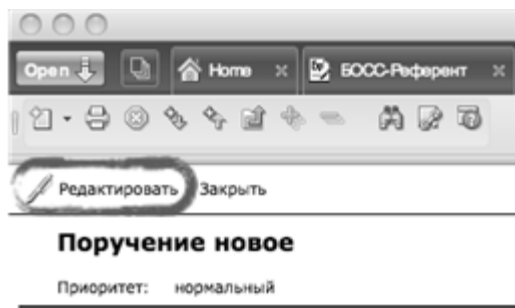 Open Home БОСС-Референт
Редактировать Закрыть
Поручение новое
Приоритет: нормальный